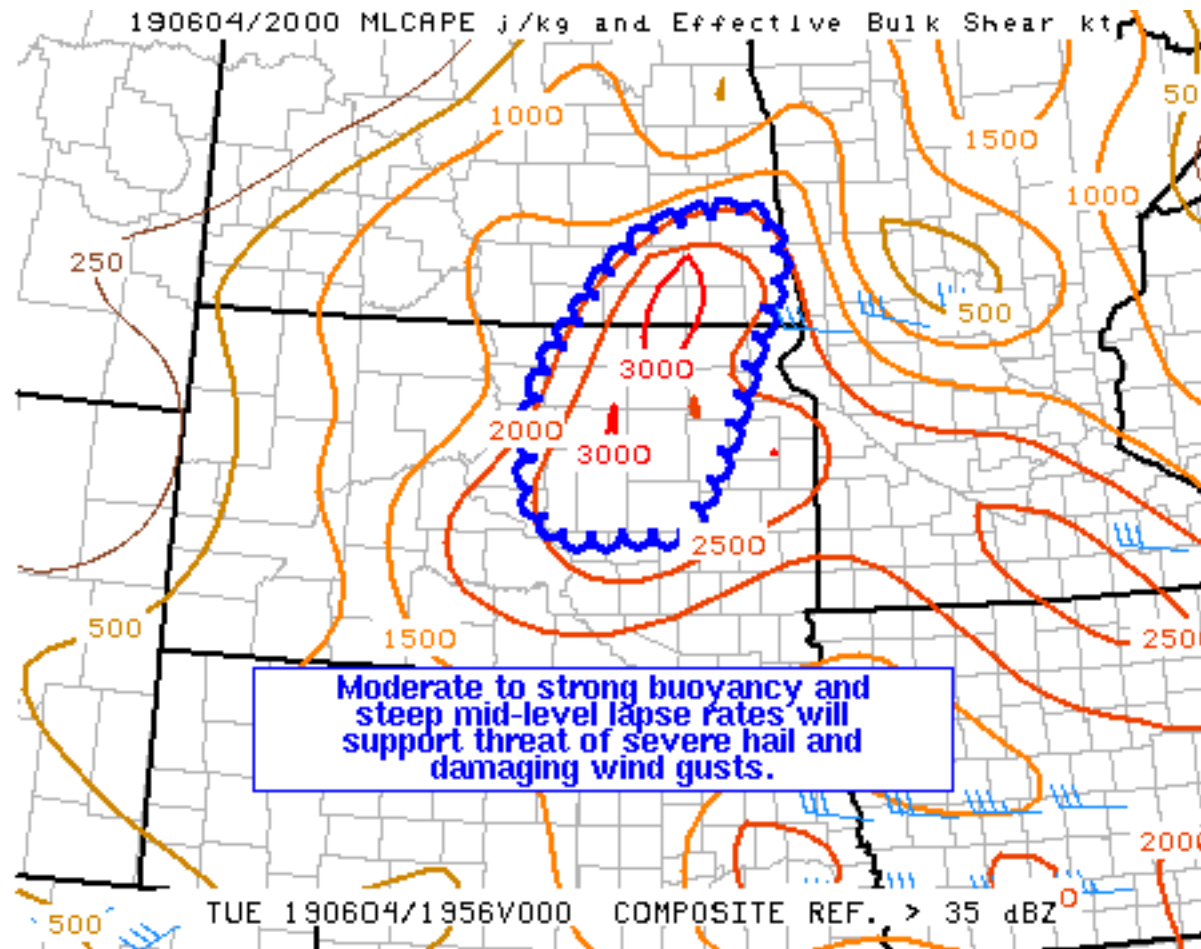 190604/2000 MLCAPE j/kg and Effective Bulk Shear kt
50
1000
1500
1000
250
500
3000
2000
3000
2500
500
2500
1500
Moderate to strong buoyancy and
steep mid-level lapse rates will
support threat of severe hail and
damaging wind gusts.
2000
0
500
TUE 190604/1956V000 COMPOSITE REF. > 35 dBZ